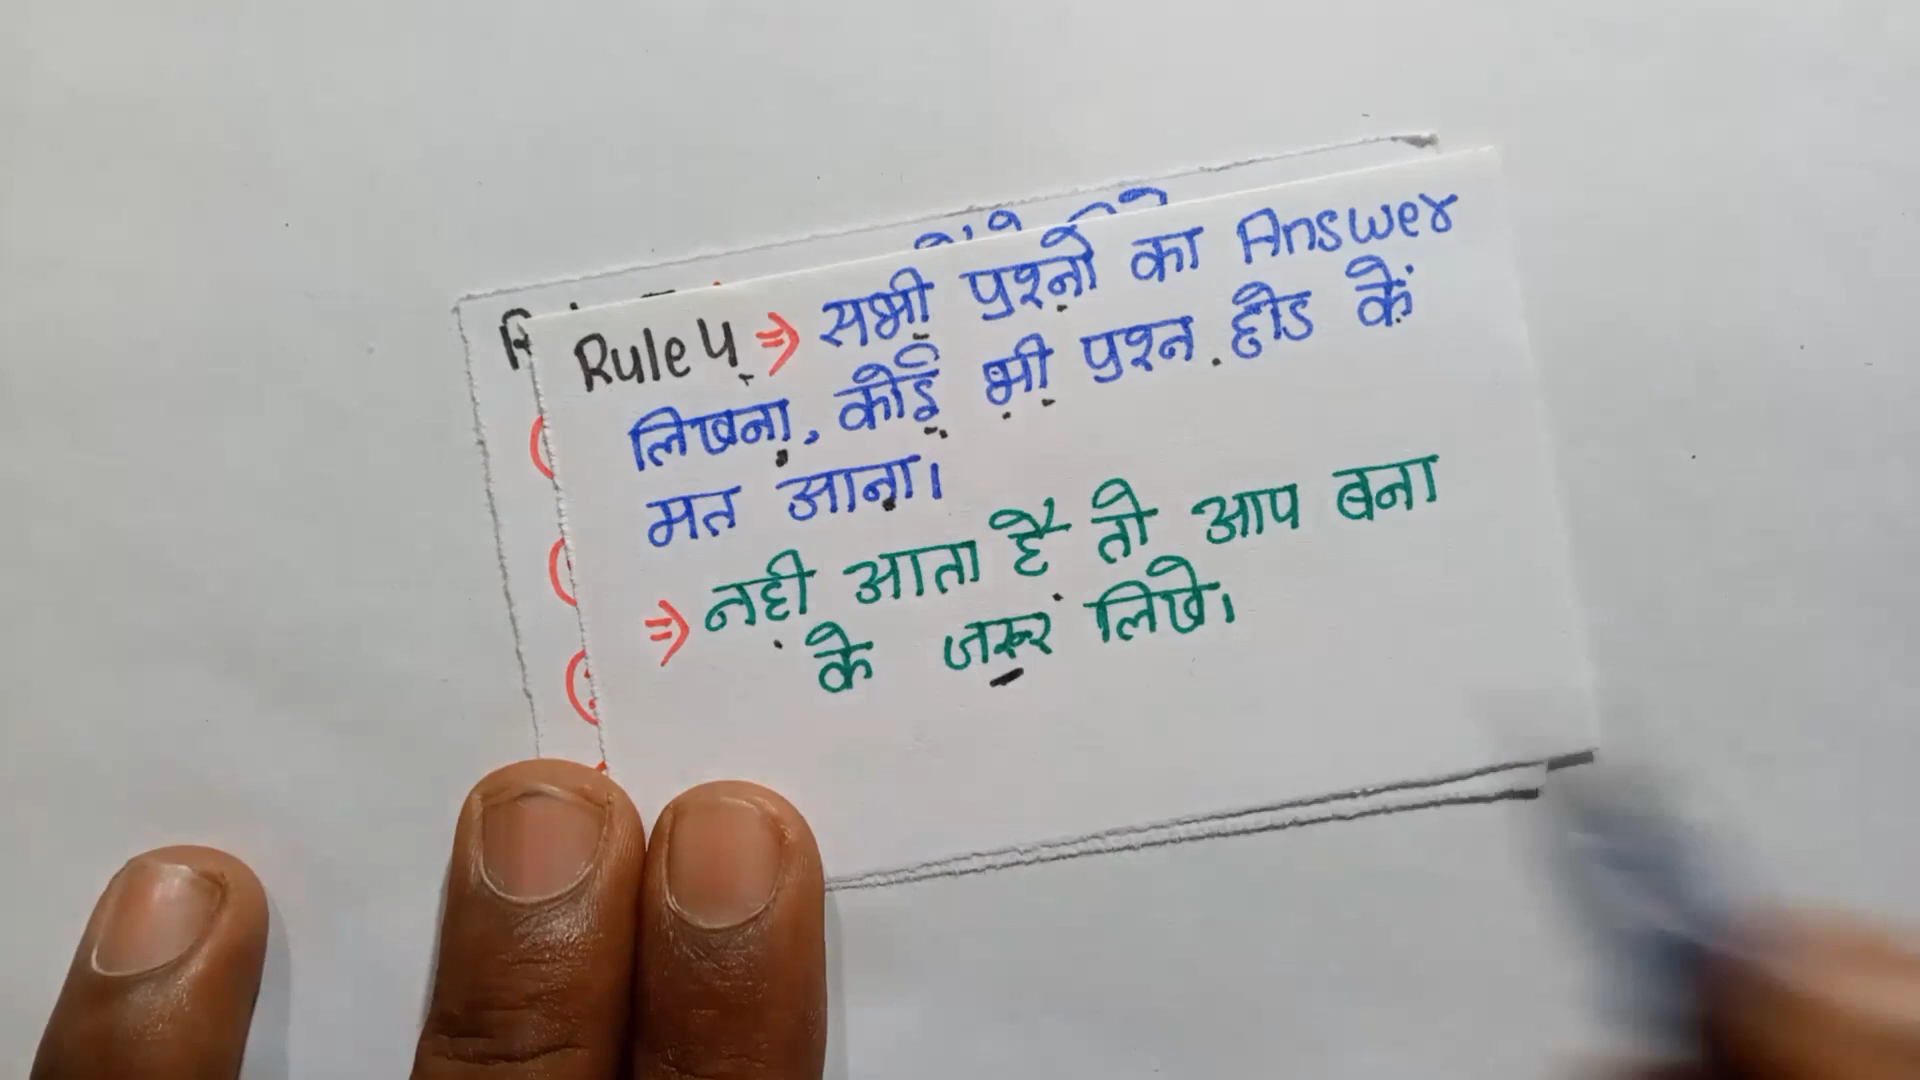 Rule 4 ⇒ सभी प्रश्नो का Answer
लिखना, कोई भी प्रश्न छोड कें
मत आना।
⇒ नही आता है तो आप बना
के जरूर लिखे।